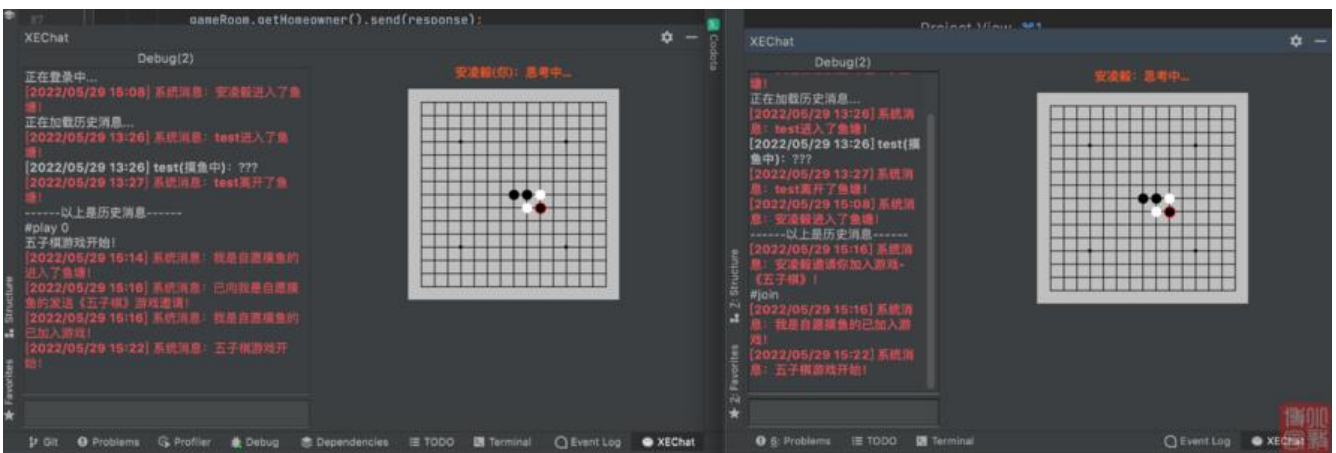 87
gameRoom.getHomeowner().send(response);
XEChat
Debug(2)
正在登录中...
[2022/05/29 15:08] 系统消息：安凌毅进入了鱼
塘！
正在加载历史消息...
[2022/05/29 13:26] 系统消息：test进入了鱼
塘！
[2022/05/29 13:26] test(摸鱼中)：???
[2022/05/29 13:27] 系统消息：test离开了鱼
塘！
------以上是历史消息------
#play 0
五子棋游戏开始！
[2022/05/29 15:14] 系统消息：我是自愿摸鱼的
进入了鱼塘！
[2022/05/29 15:16] 系统消息：已向我是自愿摸
鱼的发送《五子棋》游戏邀请！
[2022/05/29 15:16] 系统消息：我是自愿摸鱼的
已加入游戏！
[2022/05/29 15:22] 系统消息：五子棋游戏开
始！
安凌毅(你)：思考中...
Structure
Favorites
Git
Problems
Profiler
Debug
Dependencies
TODO
Terminal
Event Log
XEChat
Codota
Project View ⌘1
XEChat
Debug(2)
塘！
正在加载历史消息...
[2022/05/29 13:26] 系统消
息：test进入了鱼塘！
[2022/05/29 13:26] test(摸
鱼中)：???
[2022/05/29 13:27] 系统消
息：test离开了鱼塘！
[2022/05/29 15:08] 系统消
息：安凌毅进入了鱼塘！
------以上是历史消息------
[2022/05/29 15:16] 系统消
息：安凌毅邀请你加入游戏-
《五子棋》！
#join
[2022/05/29 15:16] 系统消
息：我是自愿摸鱼的已加入游
戏！
[2022/05/29 15:22] 系统消
息：五子棋游戏开始！
安凌毅：思考中...
Z: Structure
2: Favorites
6: Problems
TODO
Terminal
Event Log
XEChat